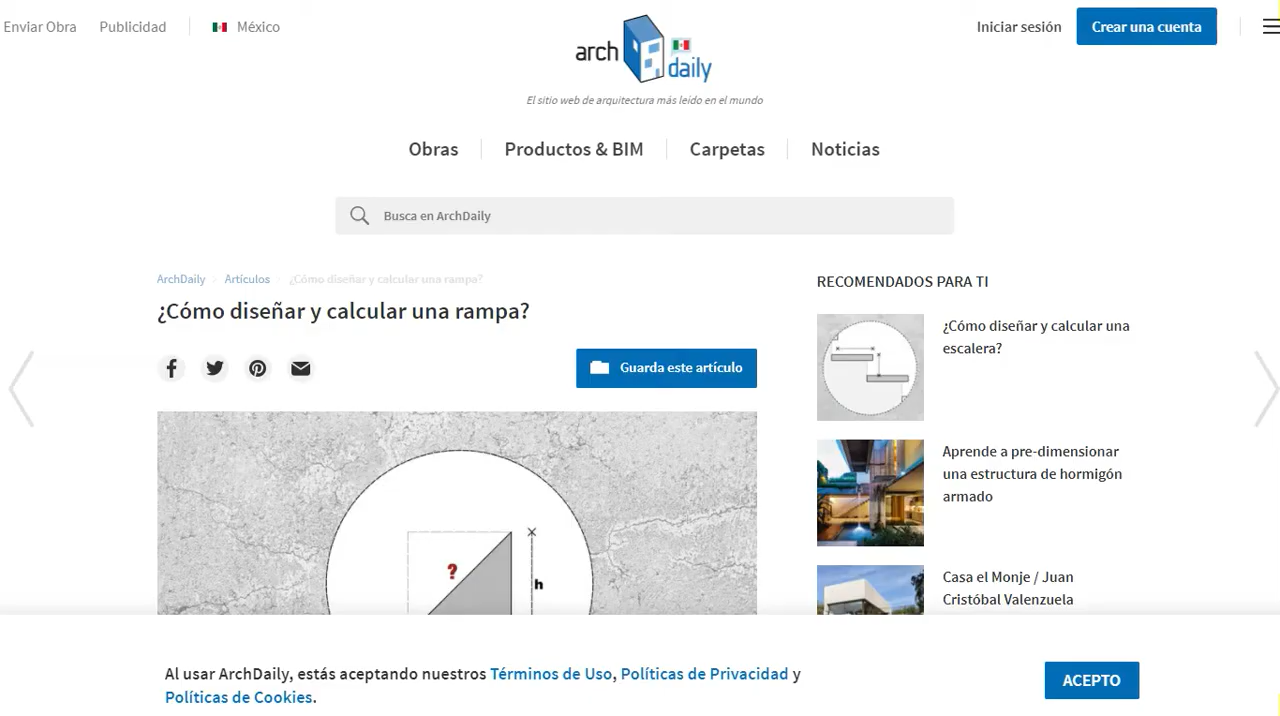 Enviar Obra Publicidad México
Iniciar sesión Crear una cuenta
arch daily
El sitio web de arquitectura más leído en el mundo
Obras Productos & BIM Carpetas Noticias
Busca en ArchDaily
ArchDaily Artículos ¿Cómo diseñar y calcular una rampa?
¿Cómo diseñar y calcular una rampa?
Guarda este artículo
?
h
RECOMENDADOS PARA TI
¿Cómo diseñar y calcular una
escalera?
Aprende a pre-dimensionar
una estructura de hormigón
armado
Casa el Monje / Juan
Cristóbal Valenzuela
Al usar ArchDaily, estás aceptando nuestros Términos de Uso, Políticas de Privacidad y
Políticas de Cookies.
ACEPTO